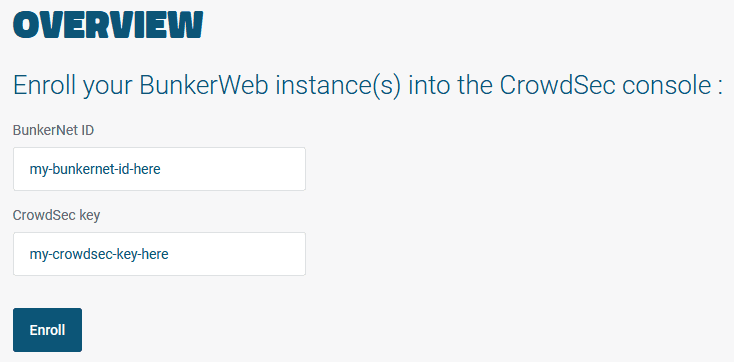 OVERVIEW
Enroll your BunkerWeb instance(s) into the CrowdSec console :
BunkerNet ID
my-bunkernet-id-here
CrowdSec key
my-crowdsec-key-here
Enroll